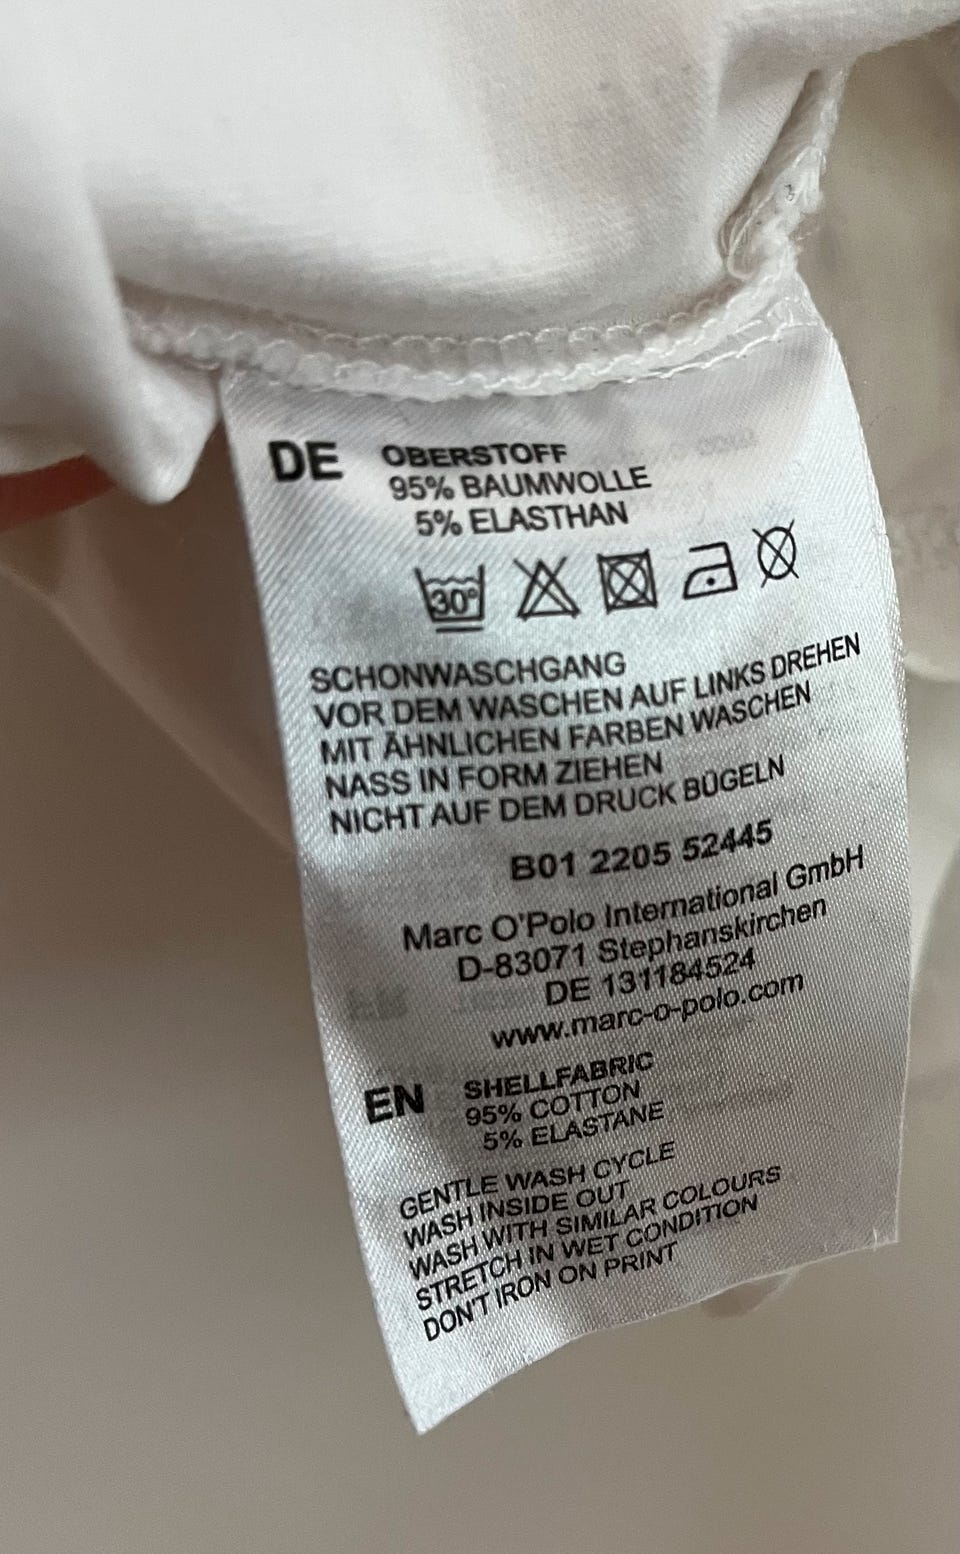 DE OBERSTOFF
95% BAUMWOLLE
5% ELASTHAN
30°
SCHONWASCHGANG
VOR DEM WASCHEN AUF LINKS DREHEN
MIT ÄHNLICHEN FARBEN WASCHEN
NASS IN FORM ZIEHEN
NICHT AUF DEM DRUCK BÜGELN
B01 2205 52445
Marc O'Polo International GmbH
D-83071 Stephanskirchen
DE 131184524
www.marc-o-polo.com
EN SHELLFABRIC
95% COTTON
5% ELASTANE
GENTLE WASH CYCLE
WASH INSIDE OUT
WASH WITH SIMILAR COLOURS
STRETCH IN WET CONDITION
DON'T IRON ON PRINT